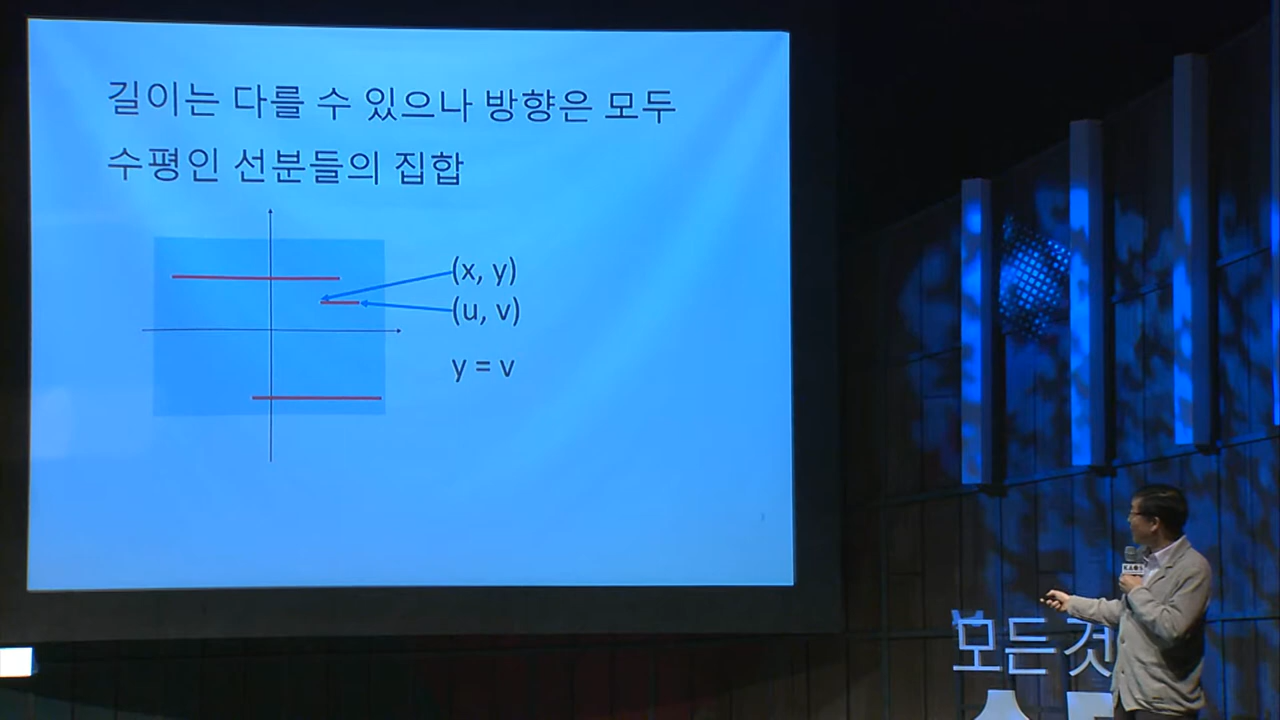 길이는 다를 수 있으나 방향은 모두
수평인 선분들의 집합
(x, y)
(u, v)
y = v
모든 것